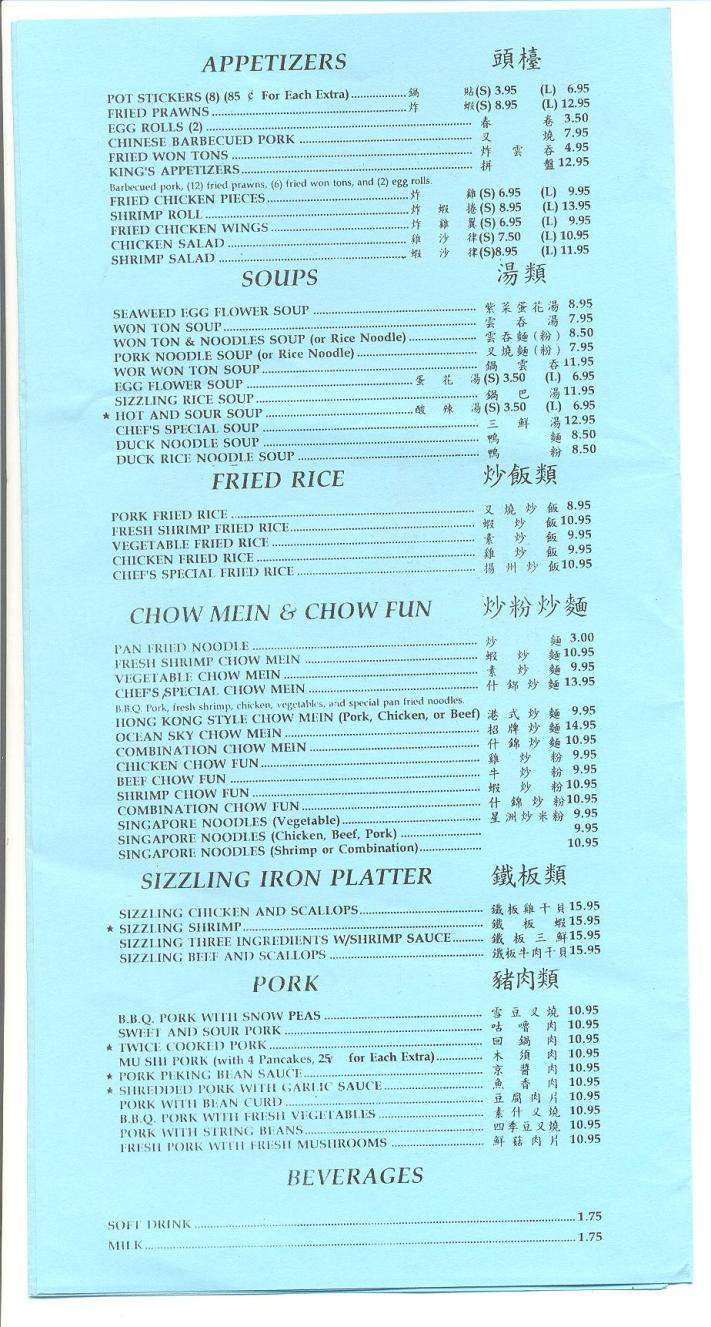 APPETIZERS 頭檯
POT STICKERS (8) (85 ¢ For Each Extra) 鍋 貼(S) 3.95 (L) 6.95
FRIED PRAWNS 炸 蝦(S) 8.95 (L) 12.95
EGG ROLLS (2) 春 卷 3.50
CHINESE BARBECUED PORK 叉 燒 7.95
FRIED WON TONS 炸 雲 吞 4.95
KING'S APPETIZERS 拼 盤 12.95
Barbecued pork, (12) fried prawns, (6) fried won tons, and (2) egg rolls.
FRIED CHICKEN PIECES 炸 雞(S) 6.95 (L) 9.95
SHRIMP ROLL 炸 蝦 捲(S) 8.95 (L) 13.95
FRIED CHICKEN WINGS 炸 雞 翼(S) 6.95 (L) 9.95
CHICKEN SALAD 雞 沙 律(S) 7.50 (L) 10.95
SHRIMP SALAD 蝦 沙 律(S)8.95 (L) 11.95
SOUPS 湯類
SEAWEED EGG FLOWER SOUP 紫菜蛋花湯 8.95
WON TON SOUP 雲 吞 湯 7.95
WON TON & NOODLES SOUP (or Rice Noodle) 雲吞麵(粉) 8.50
PORK NOODLE SOUP (or Rice Noodle) 叉燒麵(粉) 7.95
WOR WON TON SOUP 鍋 雲 吞 11.95
EGG FLOWER SOUP 蛋 花 湯(S) 3.50 (L) 6.95
SIZZLING RICE SOUP 鍋 巴 湯 11.95
★ HOT AND SOUR SOUP 酸 辣 湯(S) 3.50 (L) 6.95
CHEF'S SPECIAL SOUP 三 鮮 湯 12.95
DUCK NOODLE SOUP 鴨 麵 8.50
DUCK RICE NOODLE SOUP 鴨 粉 8.50
FRIED RICE 炒飯類
PORK FRIED RICE 叉燒炒飯 8.95
FRESH SHRIMP FRIED RICE 蝦 炒 飯 10.95
VEGETABLE FRIED RICE 素 炒 飯 9.95
CHICKEN FRIED RICE 雞 炒 飯 9.95
CHEF'S SPECIAL FRIED RICE 揚州炒飯 10.95
CHOW MEIN & CHOW FUN 炒粉炒麵
PAN FRIED NOODLE 炒 麵 3.00
FRESH SHRIMP CHOW MEIN 蝦 炒 麵 10.95
VEGETABLE CHOW MEIN 素 炒 麵 9.95
CHEF'S SPECIAL CHOW MEIN 什錦炒麵 13.95
B.B.Q. Pork, fresh shrimp, chicken, vegetables, and special pan fried noodles.
HONG KONG STYLE CHOW MEIN (Pork, Chicken, or Beef) 港式炒麵 9.95
OCEAN SKY CHOW MEIN 招牌炒麵 14.95
COMBINATION CHOW MEIN 什錦炒麵 10.95
CHICKEN CHOW FUN 雞 炒 粉 9.95
BEEF CHOW FUN 牛 炒 粉 9.95
SHRIMP CHOW FUN 蝦 炒 粉 10.95
COMBINATION CHOW FUN 什錦炒粉 10.95
SINGAPORE NOODLES (Vegetable) 星洲炒米粉 9.95
SINGAPORE NOODLES (Chicken, Beef, Pork) 9.95
SINGAPORE NOODLES (Shrimp or Combination) 10.95
SIZZLING IRON PLATTER 鐵板類
SIZZLING CHICKEN AND SCALLOPS 鐵板雞干貝 15.95
★ SIZZLING SHRIMP 鐵 板 蝦 15.95
SIZZLING THREE INGREDIENTS W/SHRIMP SAUCE 鐵板三鮮 15.95
SIZZLING BEEF AND SCALLOPS 鐵板牛肉干貝 15.95
PORK 豬肉類
B.B.Q. PORK WITH SNOW PEAS 雪豆叉燒 10.95
SWEET AND SOUR PORK 咕 嚕 肉 10.95
★ TWICE COOKED PORK 回 鍋 肉 10.95
MU SHI PORK (with 4 Pancakes, 25¢ for Each Extra) 木 須 肉 10.95
★ PORK PEKING BEAN SAUCE 京 醬 肉 10.95
★ SHREDDED PORK WITH GARLIC SAUCE 魚 香 肉 10.95
PORK WITH BEAN CURD 豆腐肉片 10.95
B.B.Q. PORK WITH FRESH VEGETABLES 素什叉燒 10.95
PORK WITH STRING BEANS 四季豆叉燒 10.95
FRESH PORK WITH FRESH MUSHROOMS 鮮菇肉片 10.95
BEVERAGES
SOFT DRINK 1.75
MILK 1.75